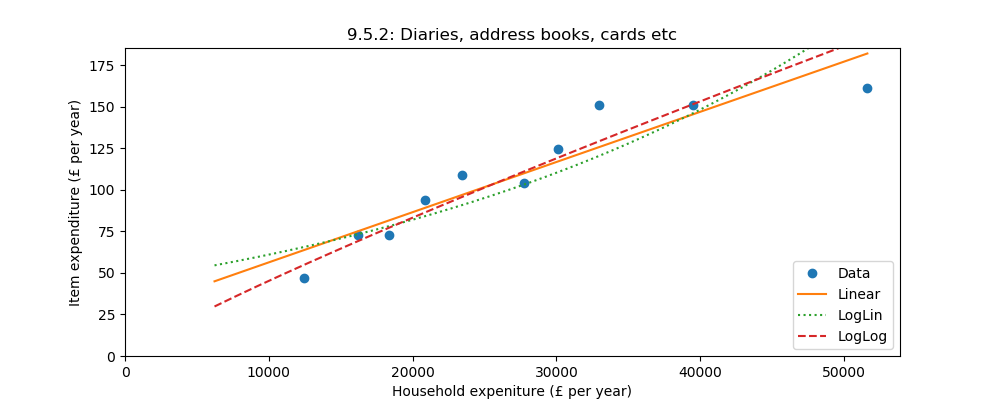 9.5.2: Diaries, address books, cards etc
Item expenditure (£ per year)
175
150
125
100
75
50
25
0
0 10000 20000 30000 40000 50000
Household expeniture (£ per year)
Data
Linear
LogLin
LogLog